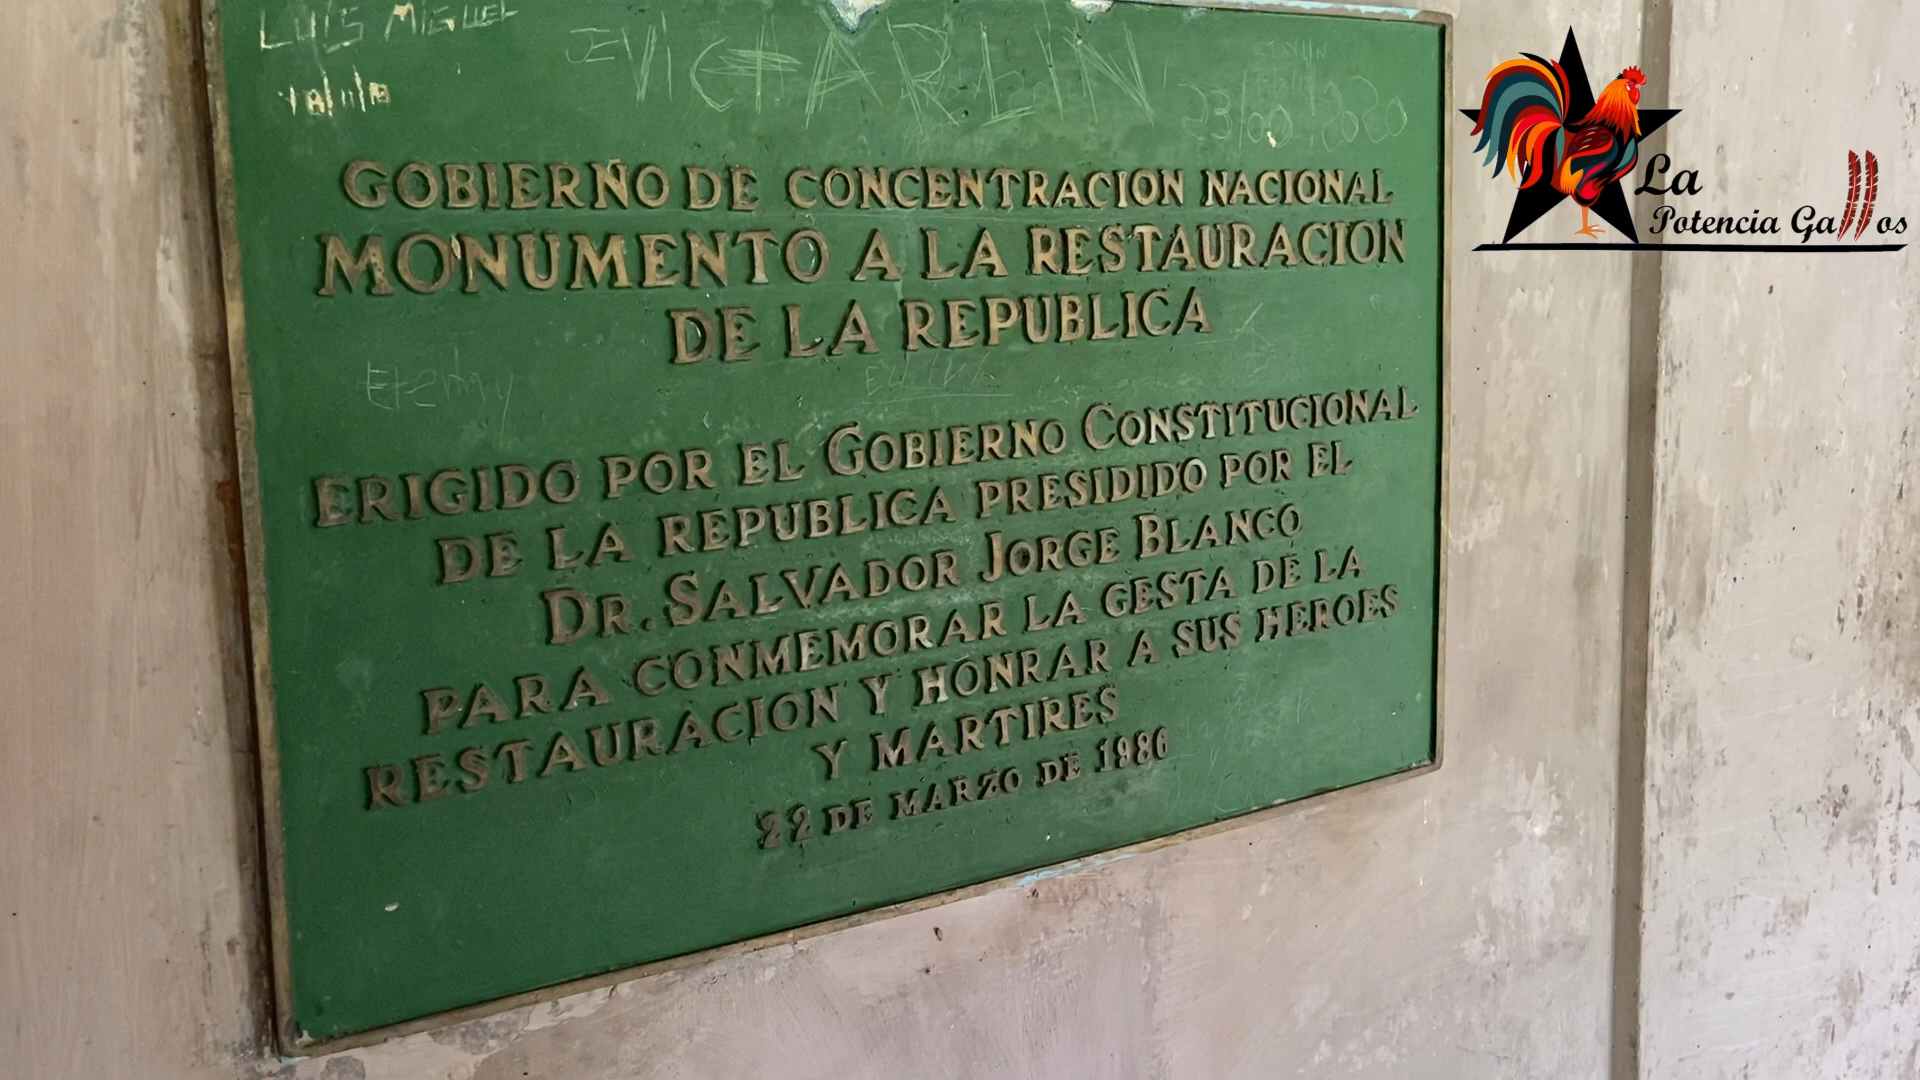 LUIS MIGUEL
VICHARLIN
23/00/2020
GOBIERNO DE CONCENTRACION NACIONAL
MONUMENTO A LA RESTAURACION
DE LA REPUBLICA
ERIGIDO POR EL GOBIERNO CONSTITUCIONAL
DE LA REPUBLICA PRESIDIDO POR EL
DR. SALVADOR JORGE BLANCO
PARA CONMEMORAR LA GESTA DE LA
RESTAURACION Y HONRAR A SUS HEROES
Y MARTIRES
22 DE MARZO DE 1986
La
Potencia Gallos